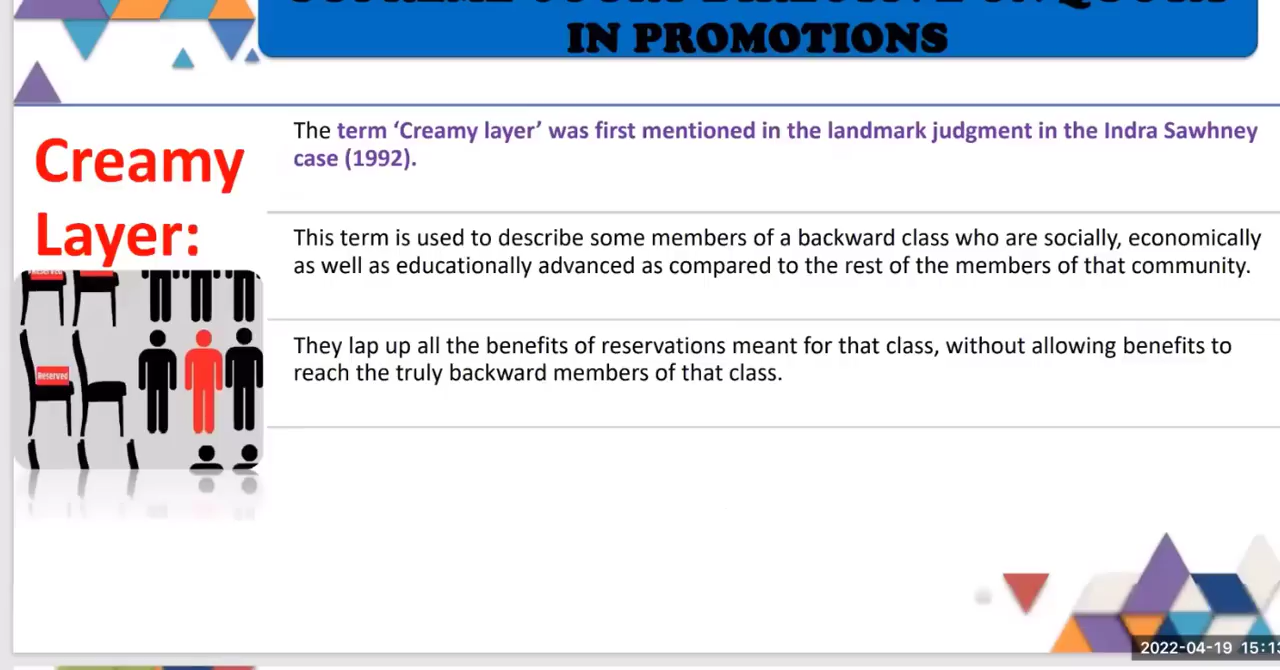 IN PROMOTIONS
The term ‘Creamy layer’ was first mentioned in the landmark judgment in the Indra Sawhney
case (1992).
Creamy
Layer:
This term is used to describe some members of a backward class who are socially, economically
as well as educationally advanced as compared to the rest of the members of that community.
They lap up all the benefits of reservations meant for that class, without allowing benefits to
reach the truly backward members of that class.
Reserved
2022-04-19 15:1